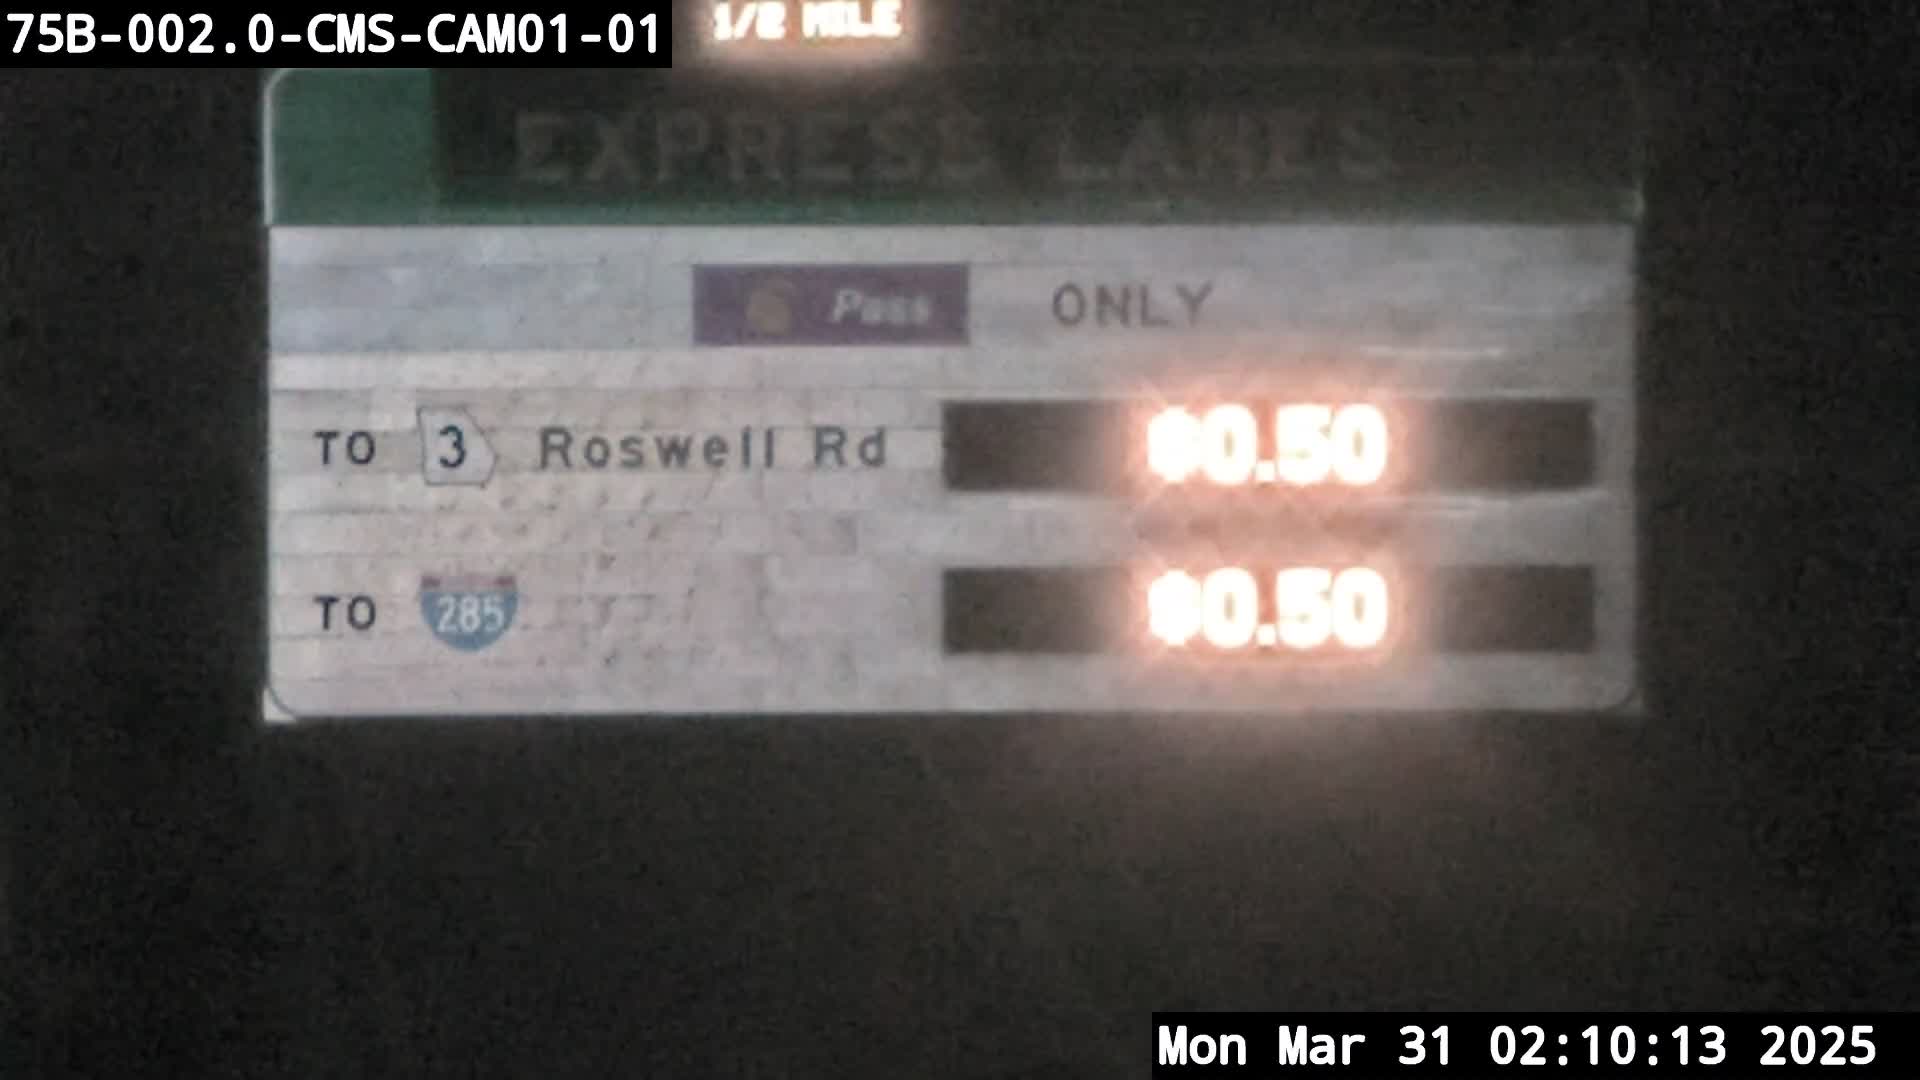 75B-002.0-CMS-CAM01-01
1/2 MILE
EXPRESS LANES
Pass ONLY
TO 3 Roswell Rd $0.50
TO 285 $0.50
Mon Mar 31 02:10:13 2025